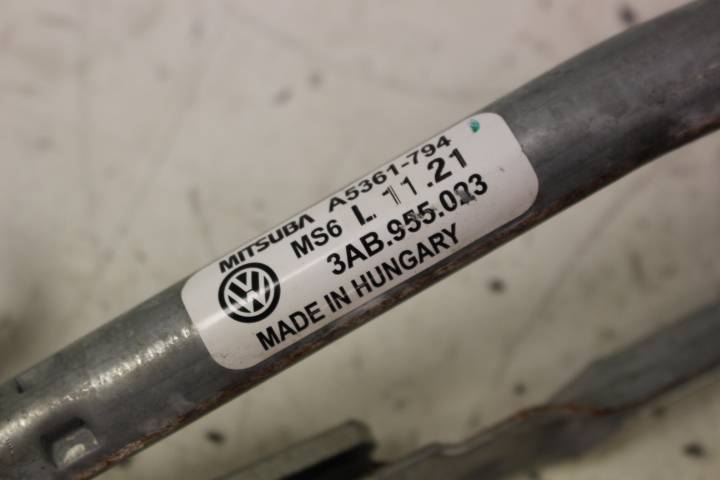 MITSUBA A5361-794
MS6 L 11.21
3AB.955.023
MADE IN HUNGARY